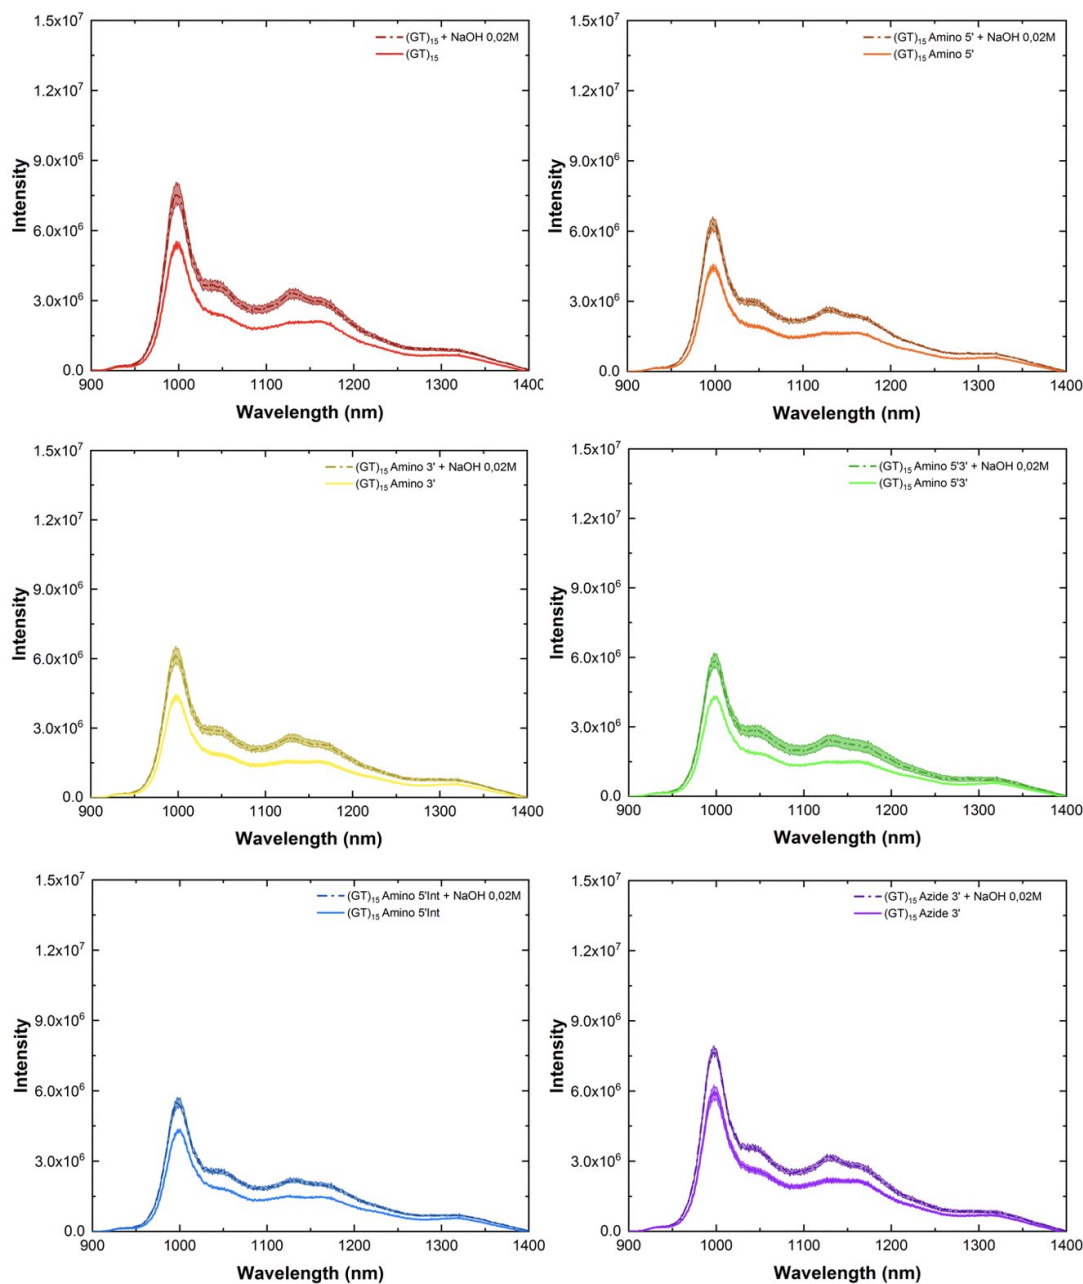 1.5x10⁷
1.2x10⁷
9.0x10⁶
6.0x10⁶
3.0x10⁶
0.0
Intensity
(GT)₁₅ + NaOH 0,02M
(GT)₁₅
900 1000 1100 1200 1300 1400
Wavelength (nm)
1.5x10⁷
1.2x10⁷
9.0x10⁶
6.0x10⁶
3.0x10⁶
0.0
Intensity
(GT)₁₅ Amino 5' + NaOH 0,02M
(GT)₁₅ Amino 5'
900 1000 1100 1200 1300 1400
Wavelength (nm)
1.5x10⁷
1.2x10⁷
9.0x10⁶
6.0x10⁶
3.0x10⁶
0.0
Intensity
(GT)₁₅ Amino 3' + NaOH 0,02M
(GT)₁₅ Amino 3'
900 1000 1100 1200 1300 1400
Wavelength (nm)
1.5x10⁷
1.2x10⁷
9.0x10⁶
6.0x10⁶
3.0x10⁶
0.0
Intensity
(GT)₁₅ Amino 5'3' + NaOH 0,02M
(GT)₁₅ Amino 5'3'
900 1000 1100 1200 1300 1400
Wavelength (nm)
1.5x10⁷
1.2x10⁷
9.0x10⁶
6.0x10⁶
3.0x10⁶
0.0
Intensity
(GT)₁₅ Amino 5'Int + NaOH 0,02M
(GT)₁₅ Amino 5'Int
900 1000 1100 1200 1300 1400
Wavelength (nm)
1.5x10⁷
1.2x10⁷
9.0x10⁶
6.0x10⁶
3.0x10⁶
0.0
Intensity
(GT)₁₅ Azide 3' + NaOH 0,02M
(GT)₁₅ Azide 3'
900 1000 1100 1200 1300 1400
Wavelength (nm)